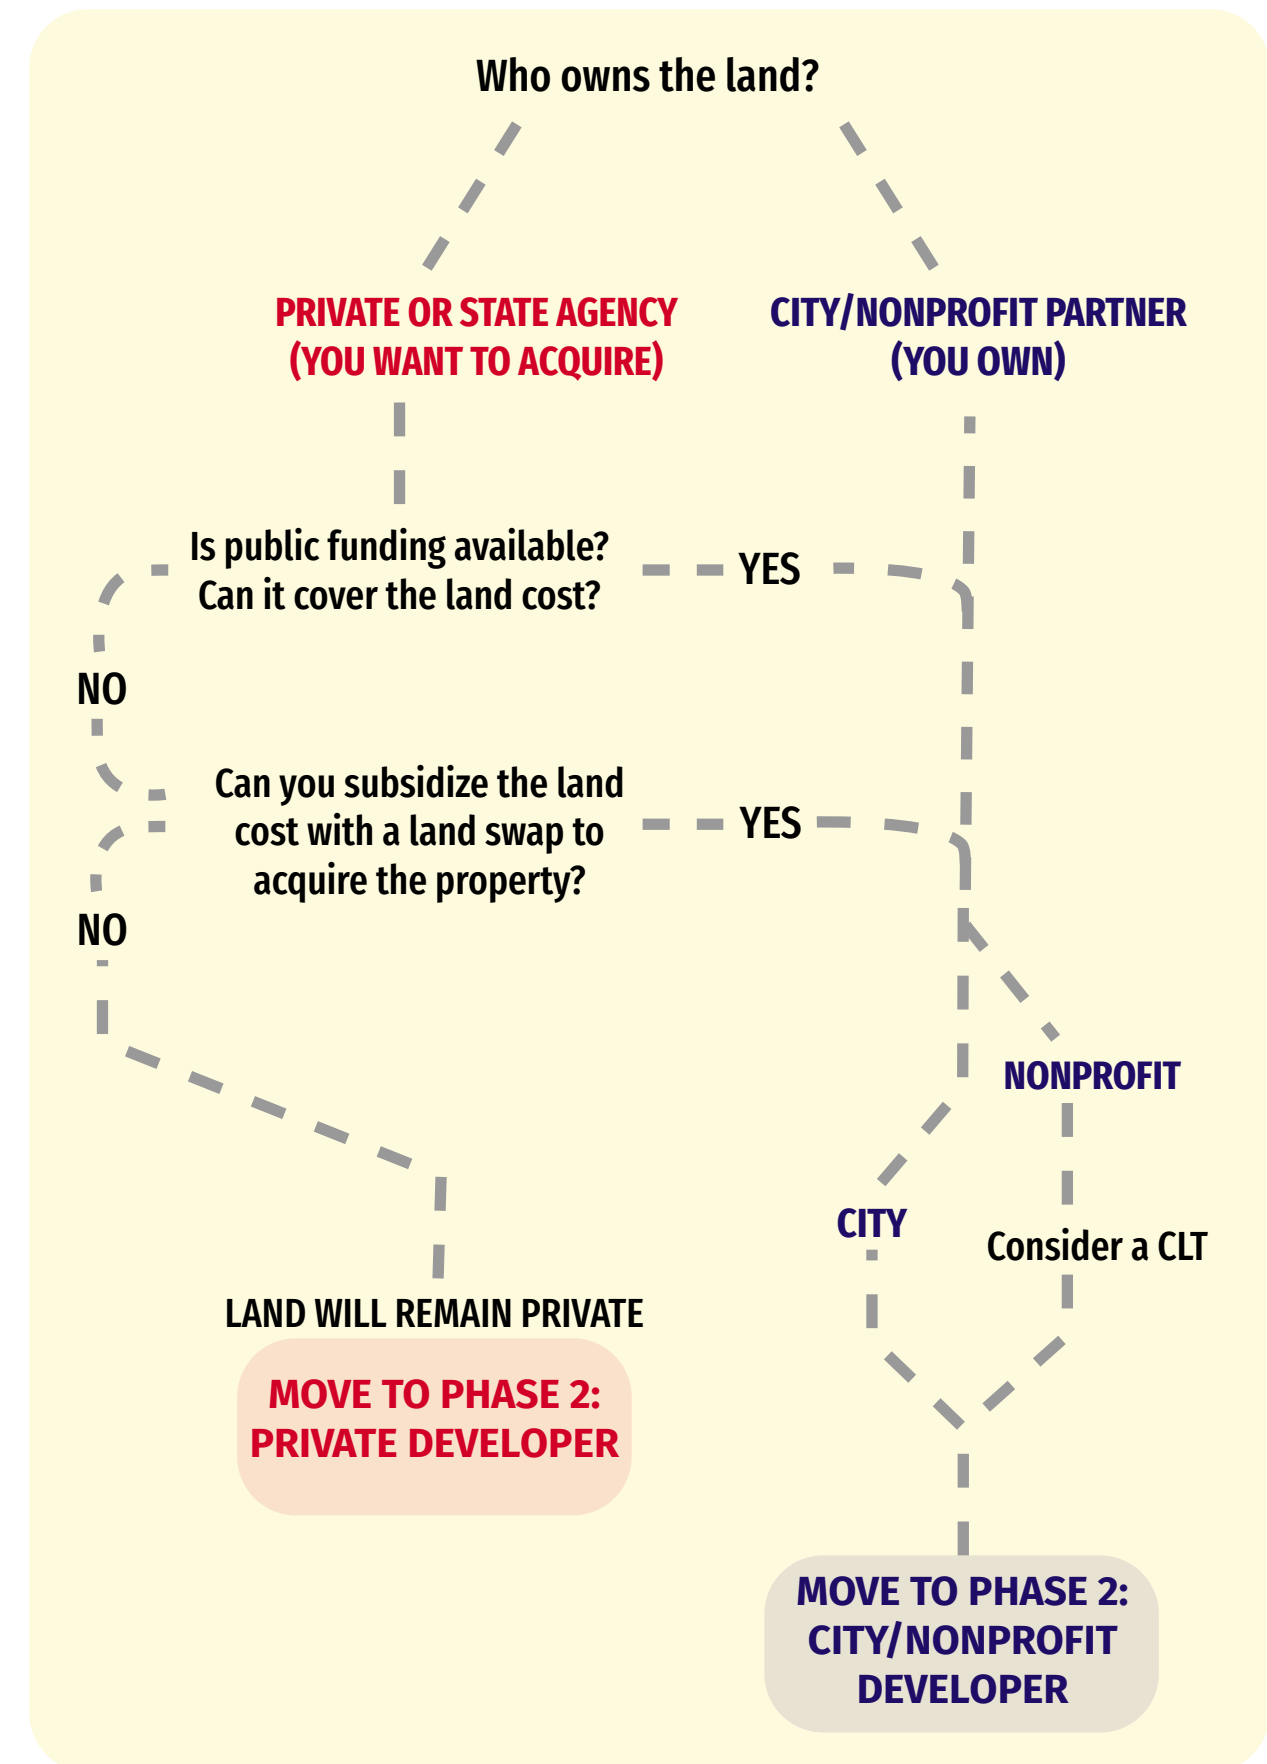 Who owns the land?
PRIVATE OR STATE AGENCY
(YOU WANT TO ACQUIRE)
CITY/NONPROFIT PARTNER
(YOU OWN)
Is public funding available?
Can it cover the land cost?
YES
NO
Can you subsidize the land
cost with a land swap to
acquire the property?
YES
NO
NONPROFIT
CITY
Consider a CLT
LAND WILL REMAIN PRIVATE
MOVE TO PHASE 2:
PRIVATE DEVELOPER
MOVE TO PHASE 2:
CITY/NONPROFIT
DEVELOPER